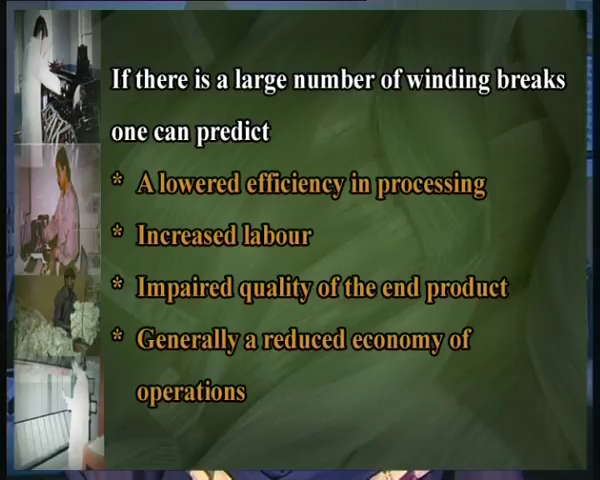 If there is a large number of winding breaks
one can predict
* A lowered efficiency in processing
* Increased labour
* Impaired quality of the end product
* Generally a reduced economy of
operations